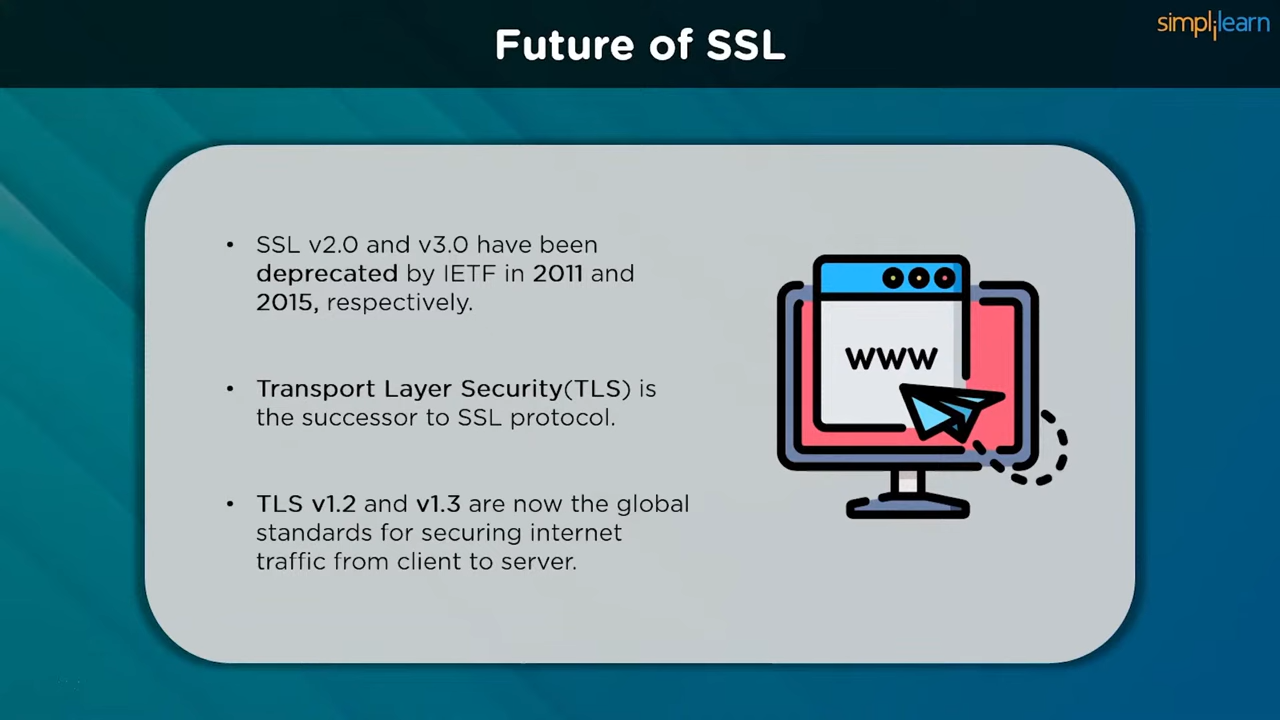 Future of SSL
simplilearn
• SSL v2.0 and v3.0 have been
deprecated by IETF in 2011 and
2015, respectively.
• Transport Layer Security(TLS) is
the successor to SSL protocol.
• TLS v1.2 and v1.3 are now the global
standards for securing internet
traffic from client to server.
www